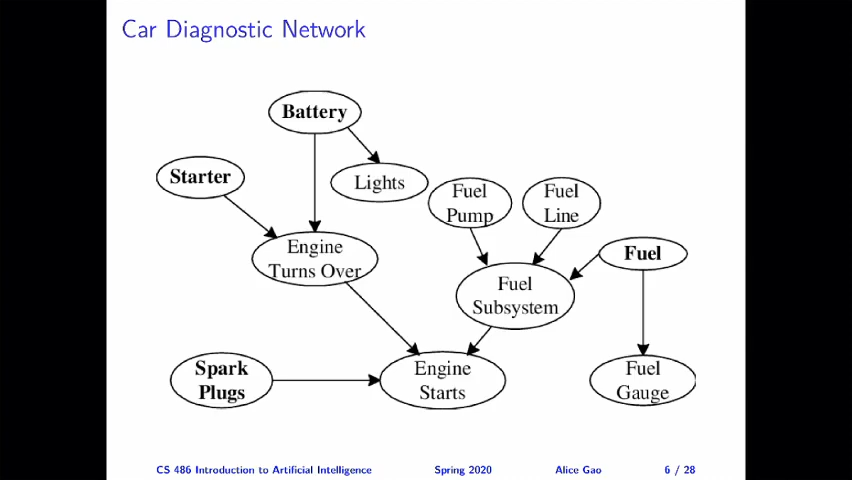 Car Diagnostic Network
Battery
Starter
Lights
Fuel
Pump
Fuel
Line
Engine
Turns Over
Fuel
Fuel
Subsystem
Spark
Plugs
Engine
Starts
Fuel
Gauge
CS 486 Introduction to Artificial Intelligence Spring 2020 Alice Gao 6 / 28